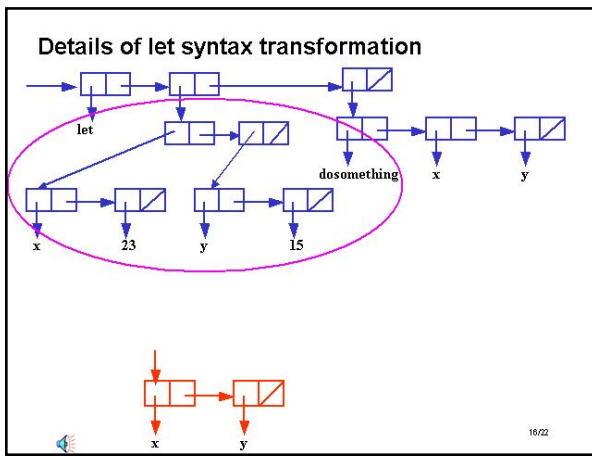 Details of let syntax transformation
let
dosomething x y
x 23 y 15
x y
16/22